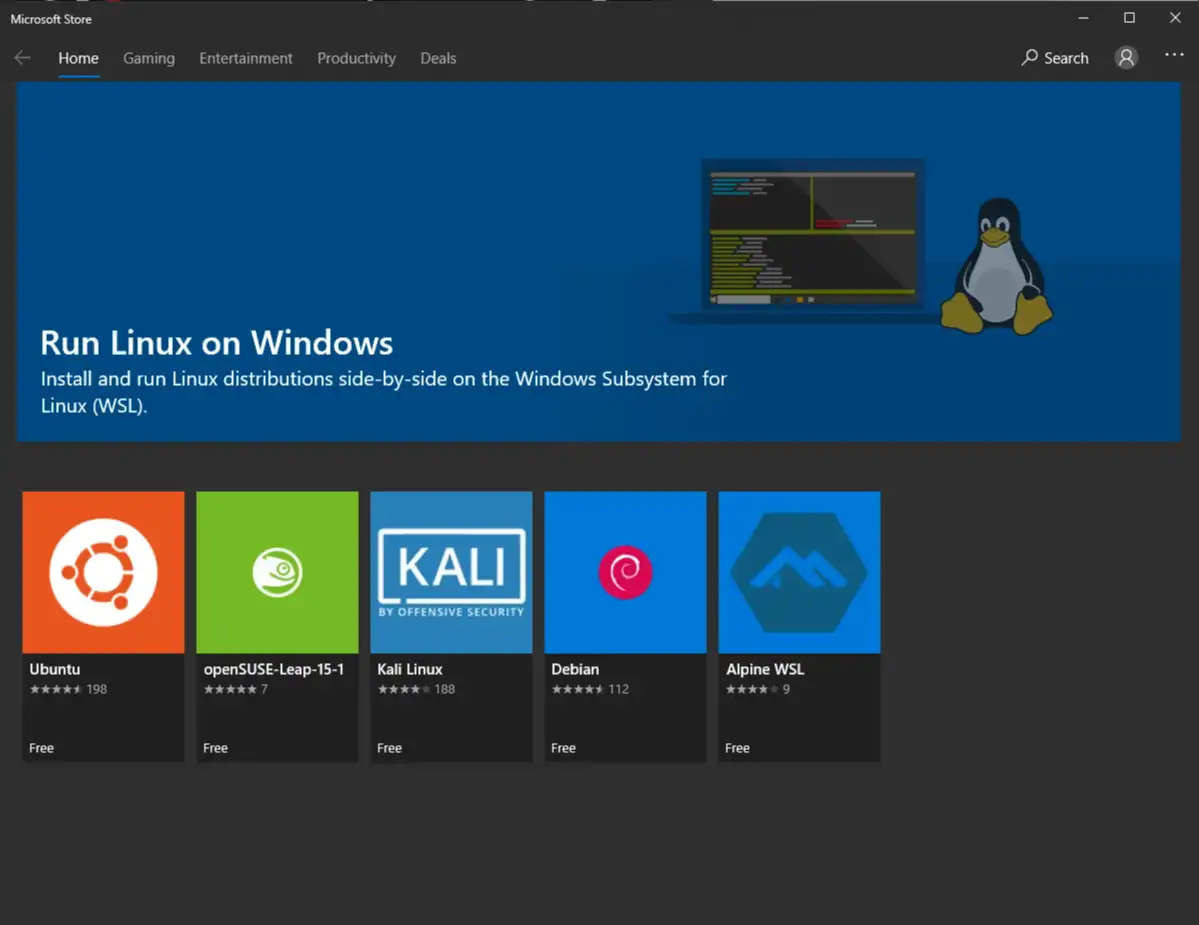 Microsoft Store
Home Gaming Entertainment Productivity Deals Search
Run Linux on Windows
Install and run Linux distributions side-by-side on the Windows Subsystem for
Linux (WSL).
KALI
BY OFFENSIVE SECURITY
Ubuntu openSUSE-Leap-15-1 Kali Linux Debian Alpine WSL
198 7 188 112 9
Free Free Free Free Free